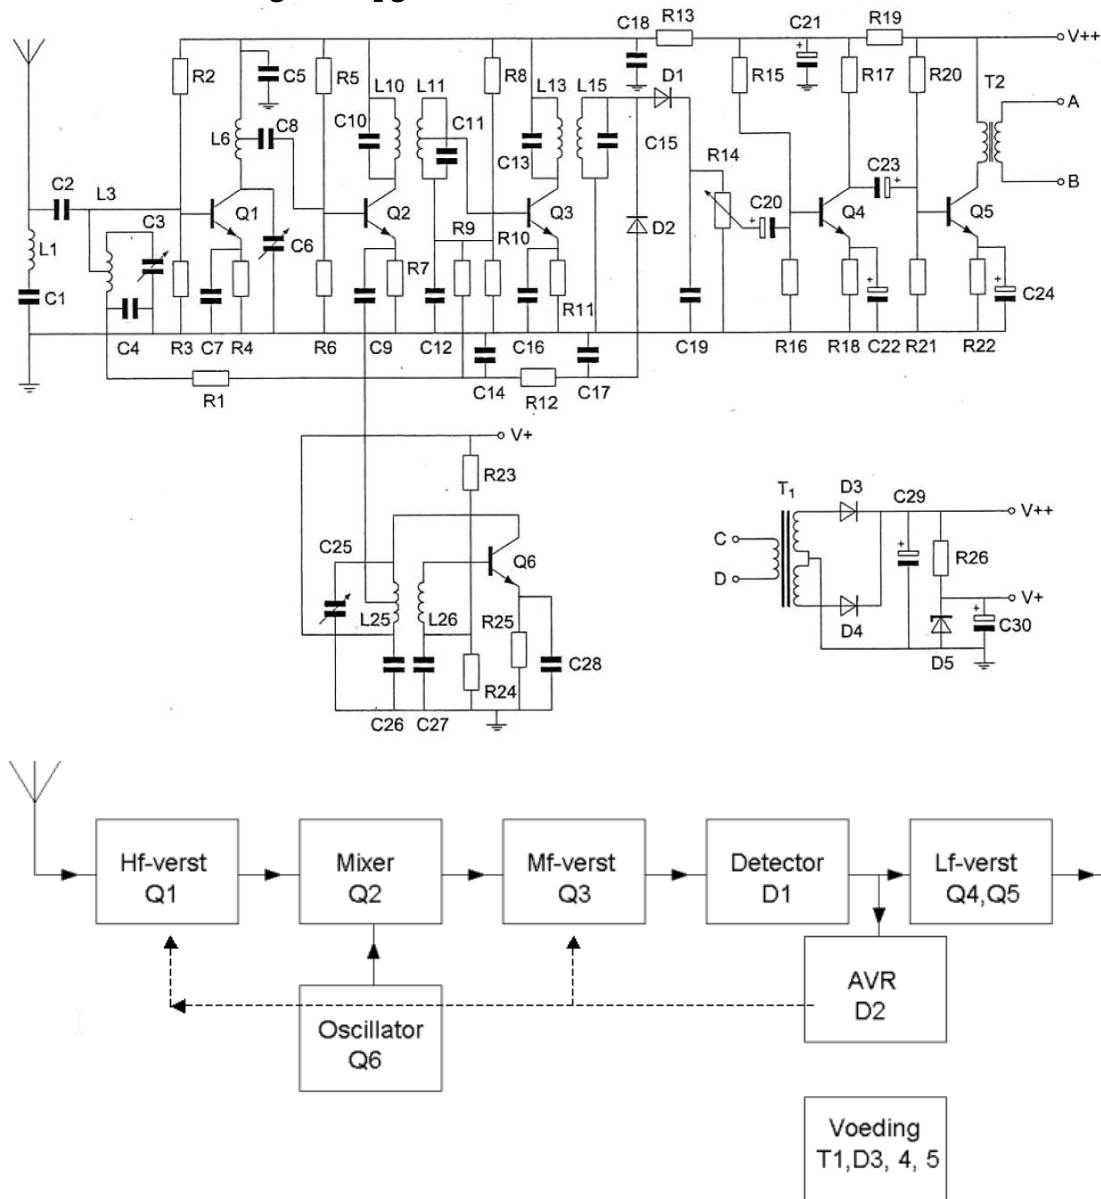 C18 R13 C21 R19
V++
R2 C5 R5 L10 L11 R8 L13 L15 D1 R15 R17 R20 T2
C8 C10 C11 A
L6 C13 C15
C2 L3 R14 C23
B
Q1 Q2 Q3 C20 Q4 Q5
C3 R9 D2
L1 C6 R10
R7
C1 R11 C24
C4 R3 C7 R4 R6 C9 C12 C16 C19 R16 R18 C22 R21 R22
C14 C17
R1 R12
V+
R23
T1 D3 C29
V++
C25 C
Q6 R26
D
V+
L25 L26 R25 D4 C30
D5
R24 C28
C26 C27
Hf-verst Mixer Mf-verst Detector Lf-verst
Q1 Q2 Q3 D1 Q4,Q5
AVR
D2
Oscillator
Q6
Voeding
T1,D3, 4, 5